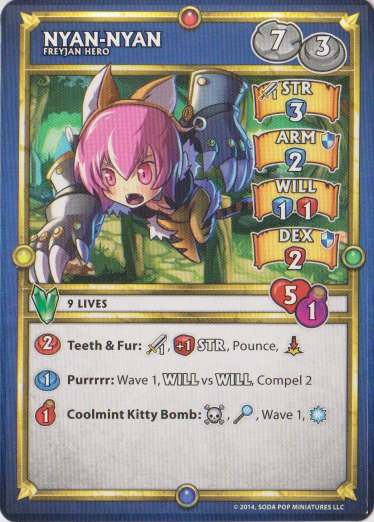 NYAN-NYAN
FREYJAN HERO
7 3
STR
3
ARM
2
WILL
1 1
DEX
2
9 LIVES
5 1
2 Teeth & Fur: , +1 STR, Pounce,
1 Purrrrr: Wave 1, WILL vs WILL, Compel 2
1 Coolmint Kitty Bomb: , , Wave 1,
© 2014, SODA POP MINIATURES LLC